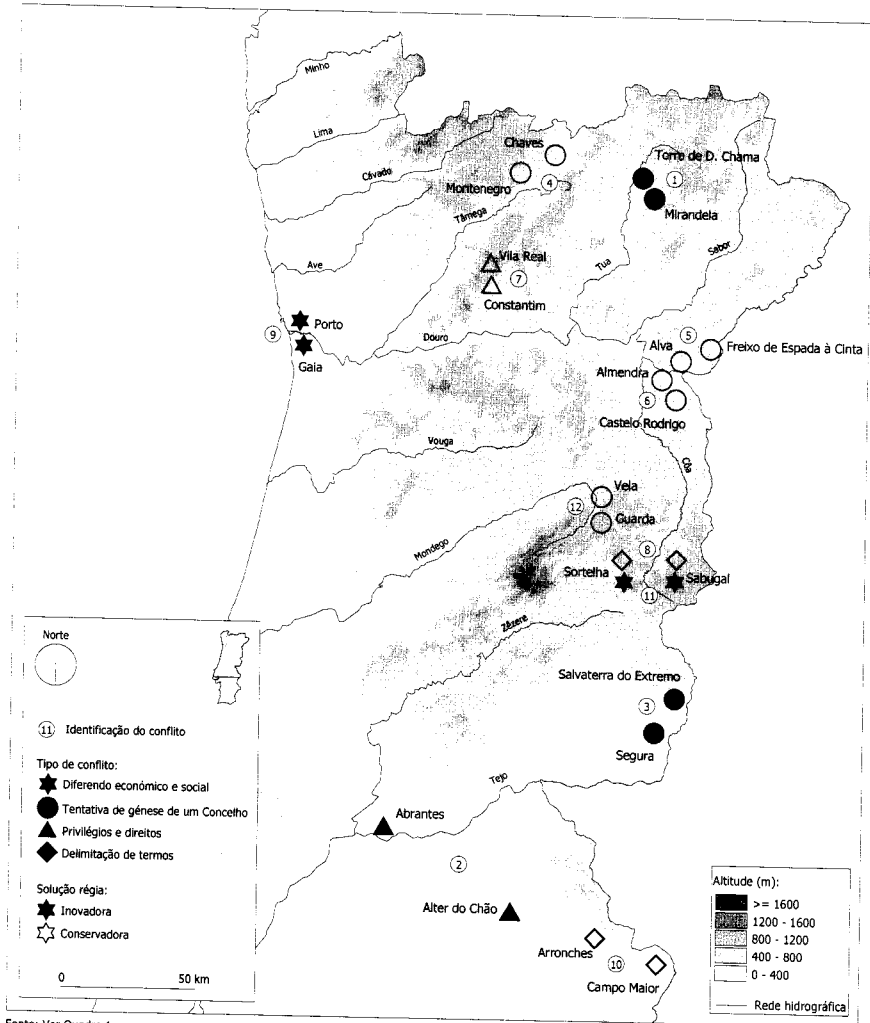 Minho
Lima
Cávado
Chaves
Montenegro
4
Torre de D. Chama
1
Mirandela
Tâmega
Ave
Vila Real
7
Constantim
Tua
Sabor
9
Porto
Gaia
Douro
5
Alva
Freixo de Espada à Cinta
Almendra
6
Castelo Rodrigo
Vouga
Côa
Vela
12
Guarda
Mondego
8
Sortelha
Sabugal
11
Zêzere
Salvaterra do Extremo
3
Segura
Tejo
Abrantes
2
Alter do Chão
Arronches
10
Campo Maior
Norte
11 Identificação do conflito
Tipo de conflito:
Diferendo económico e social
Tentativa de génese de um Concelho
Privilégios e direitos
Delimitação de termos
Solução régia:
Inovadora
Conservadora
0 50 km
Altitude (m):
>= 1600
1200 - 1600
800 - 1200
400 - 800
0 - 400
Rede hidrográfica
Fonte: Ver Quadro